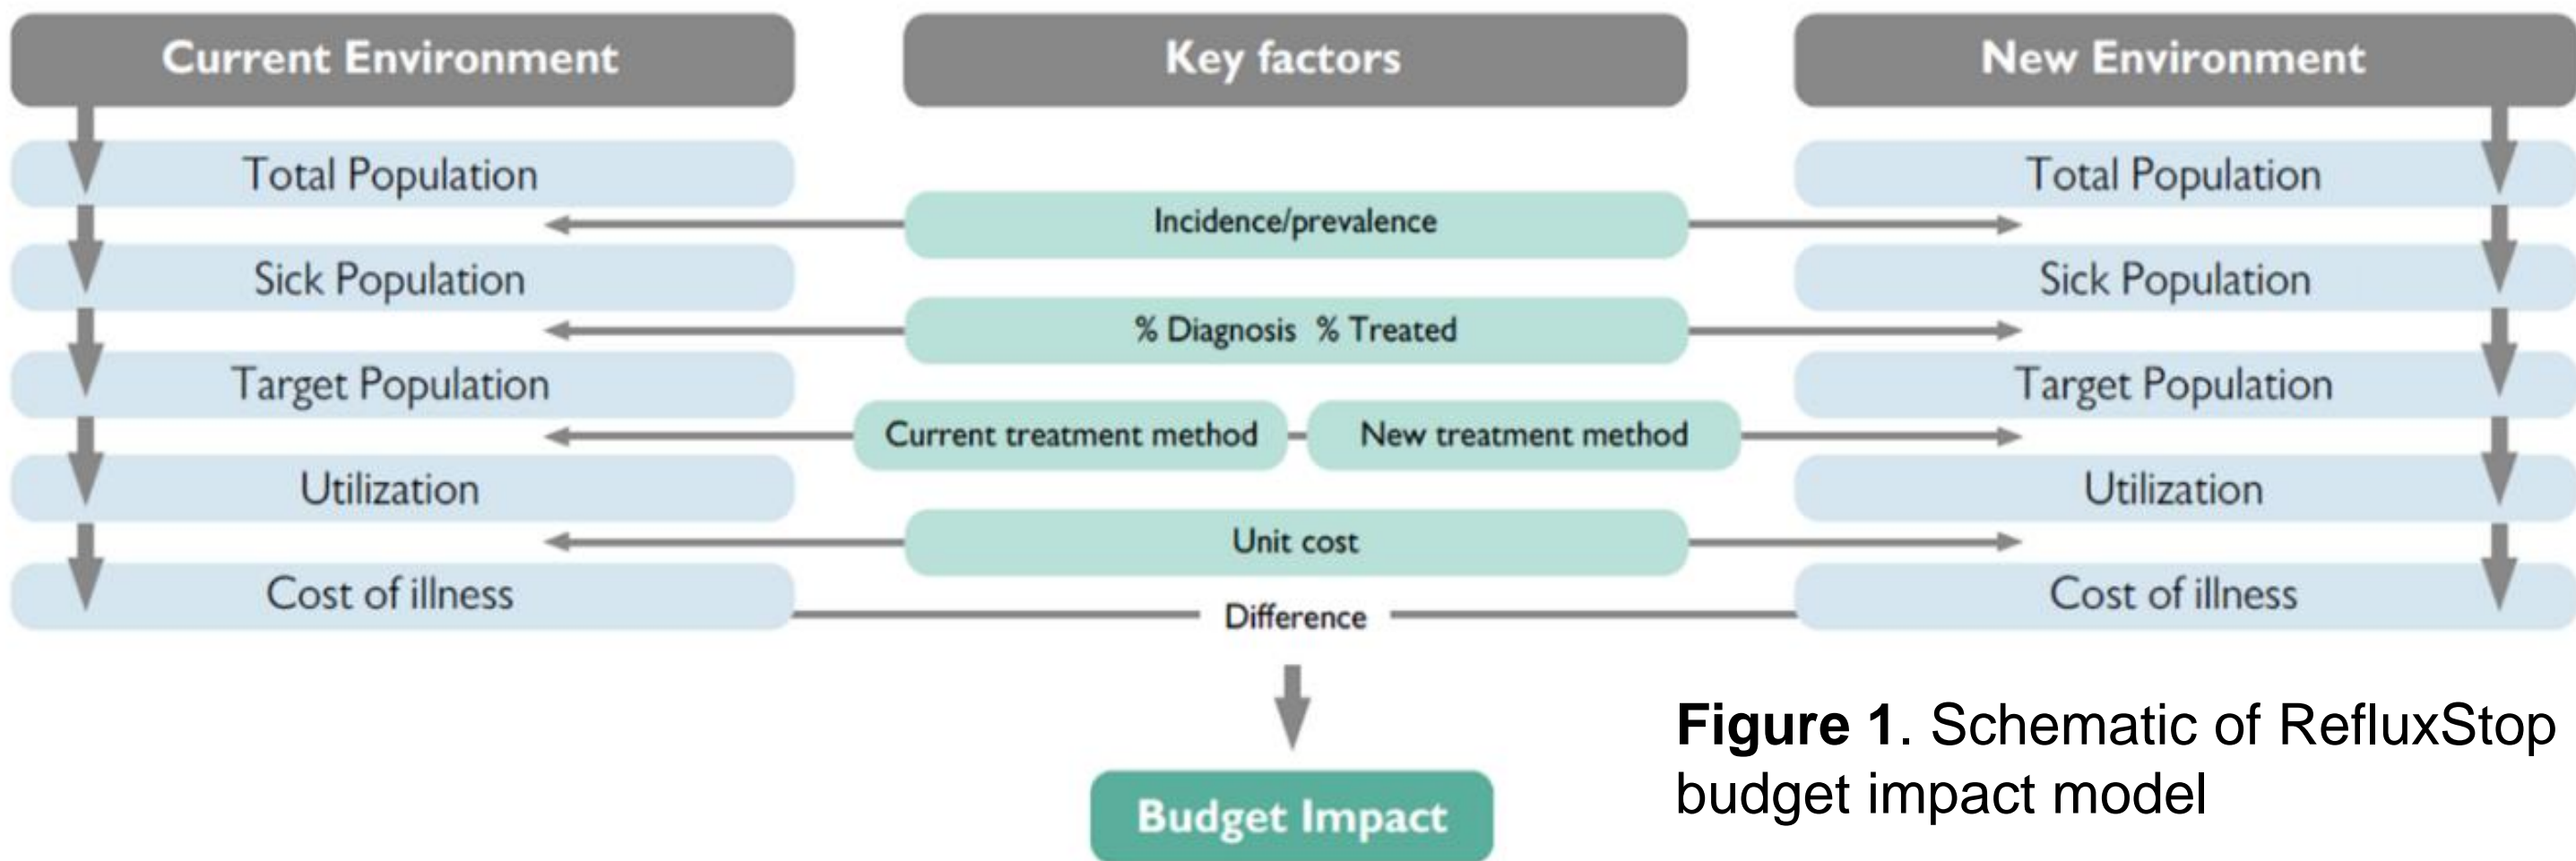 Current Environment
Key factors
New Environment
Total Population
Total Population
Incidence/prevalence
Sick Population
Sick Population
% Diagnosis % Treated
Target Population
Target Population
Current treatment method
New treatment method
Utilization
Utilization
Unit cost
Cost of illness
Cost of illness
Difference
Budget Impact
Figure 1. Schematic of RefluxStop
budget impact model